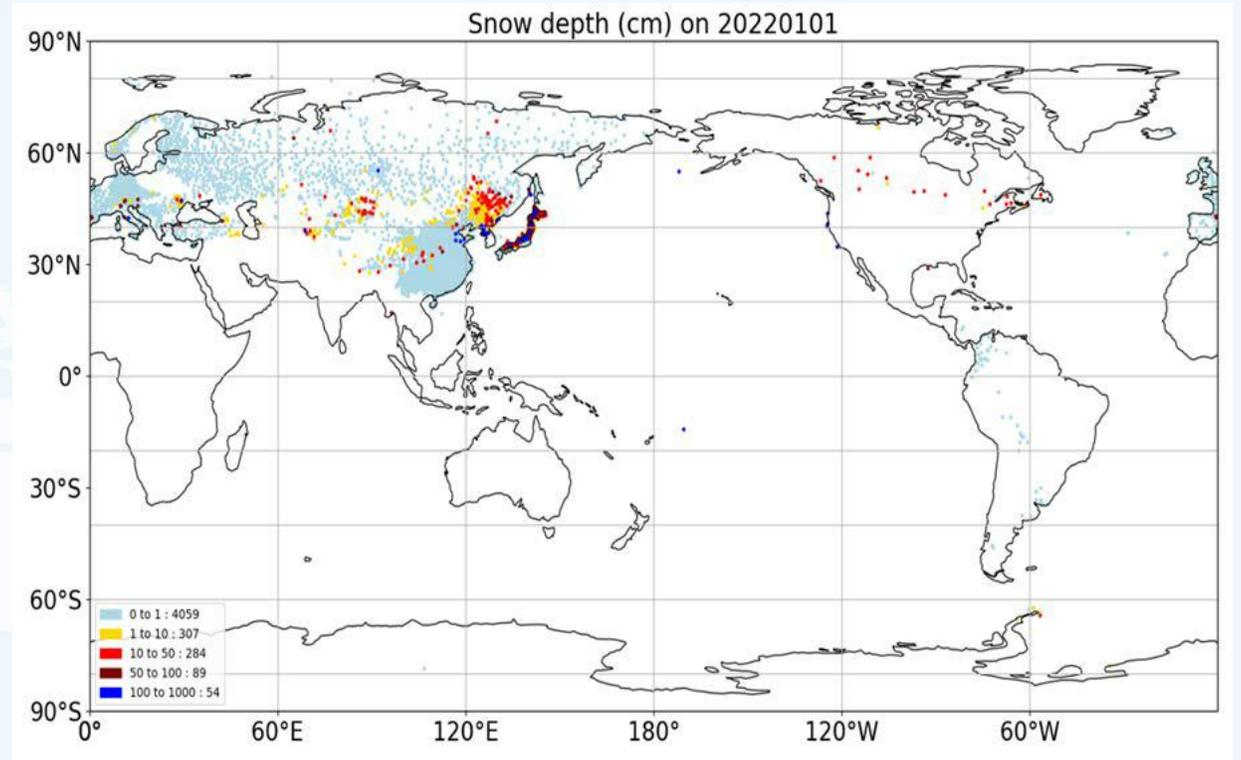 Snow depth (cm) on 20220101
90°N
60°N
30°N
0°
30°S
60°S
90°S
0 to 1 : 4059
1 to 10 : 307
10 to 50 : 284
50 to 100 : 89
100 to 1000 : 54
0°
60°E
120°E
180°
120°W
60°W